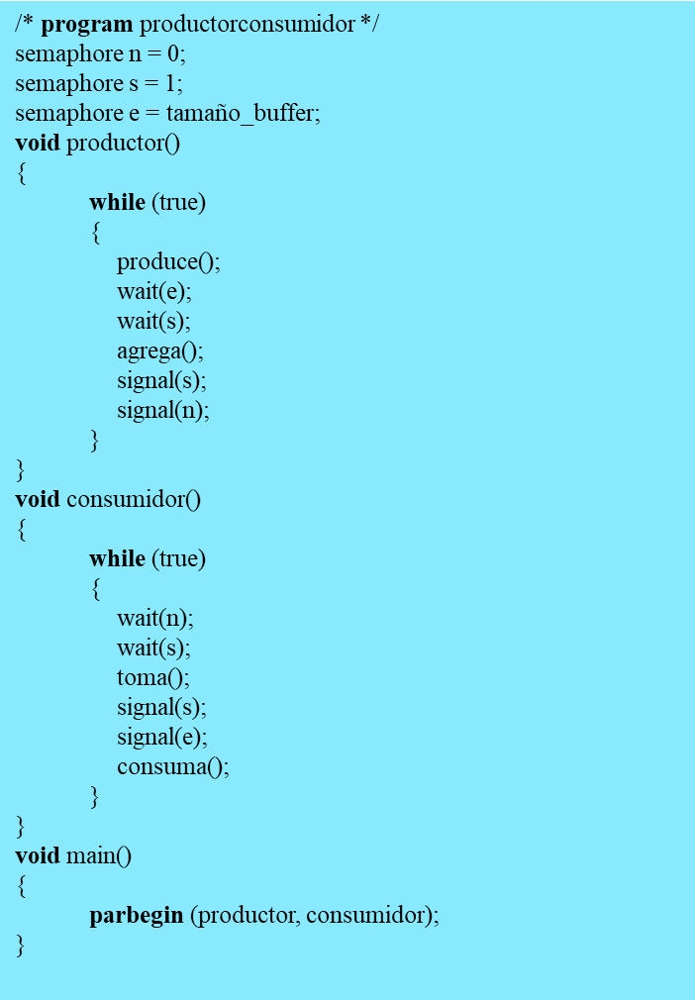 /* program productorconsumidor */
semaphore n = 0;
semaphore s = 1;
semaphore e = tamaño_buffer;
void productor()
{
while (true)
{
produce();
wait(e);
wait(s);
agrega();
signal(s);
signal(n);
}
}
void consumidor()
{
while (true)
{
wait(n);
wait(s);
toma();
signal(s);
signal(e);
consuma();
}
}
void main()
{
parbegin (productor, consumidor);
}